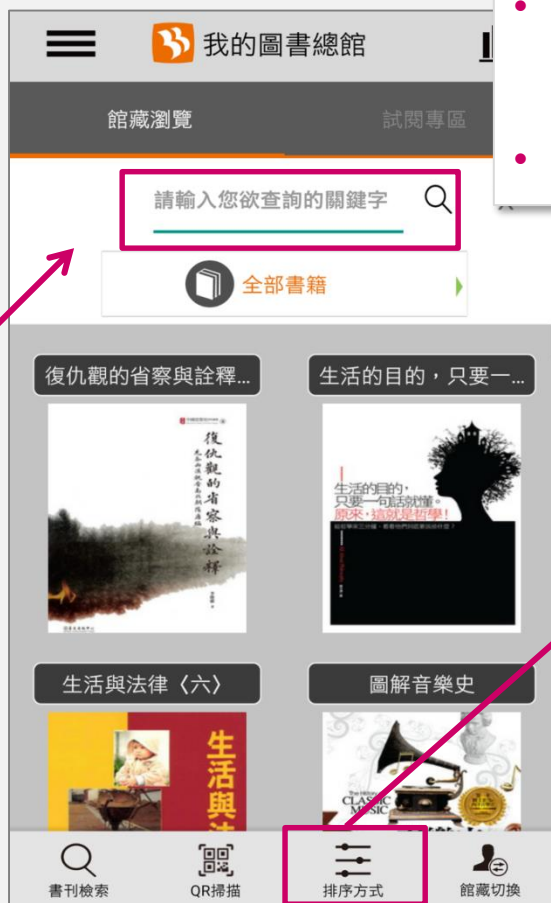 我的圖書總館
館藏瀏覽
試閱專區
請輸入您欲查詢的關鍵字
全部書籍
復仇觀的省察與詮釋...
生活的目的，只要一...
復仇觀的省察與詮釋
生活的目的，
只要一句話就懂。
原來，這就是哲學！
生活與法律〈六〉
圖解音樂史
生活與法
The History
CLASSIC
MUSIC
書刊檢索
QR掃描
排序方式
館藏切換